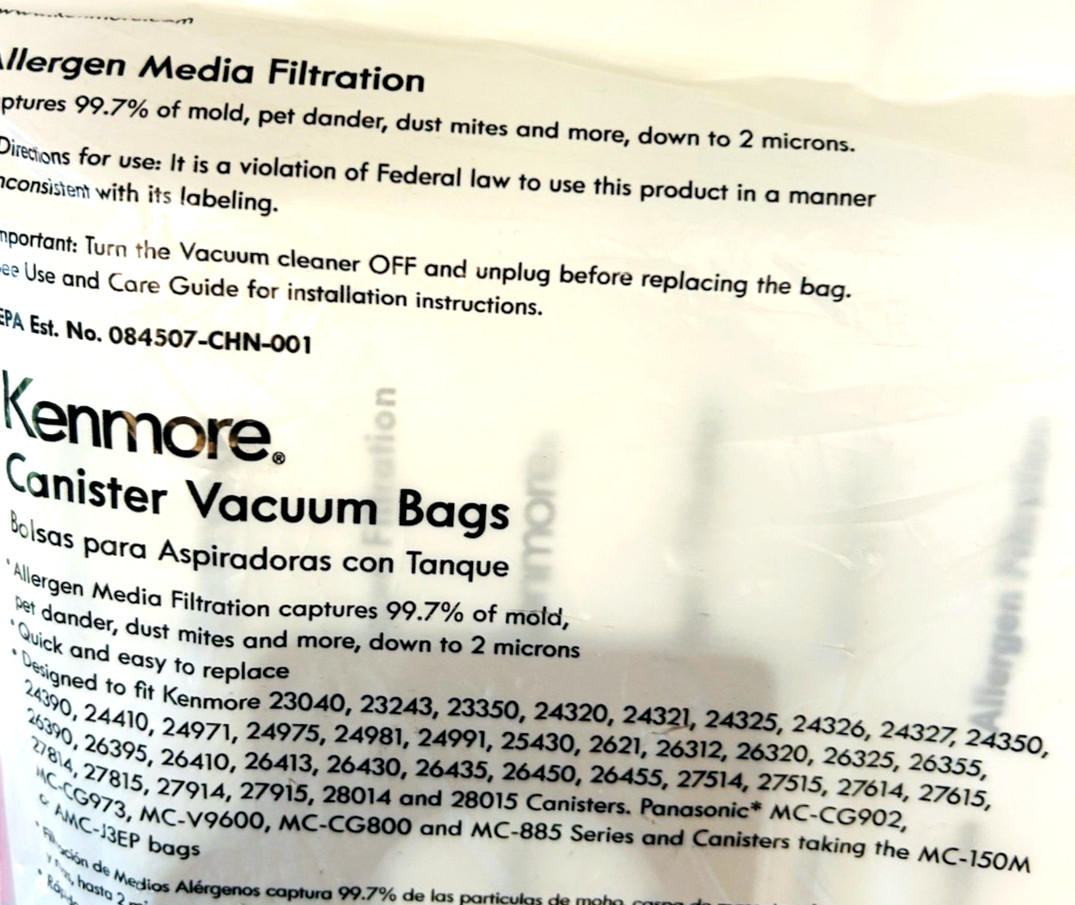 llergen Media Filtration
ptures 99.7% of mold, pet dander, dust mites and more, down to 2 microns.
Directions for use: It is a violation of Federal law to use this product in a manner
nconsistent with its labeling.
mportant: Turn the Vacuum cleaner OFF and unplug before replacing the bag.
ee Use and Care Guide for installation instructions.
EPA Est. No. 084507-CHN-001
Kenmore®
Canister Vacuum Bags
Bolsas para Aspiradoras con Tanque
*Allergen Media Filtration captures 99.7% of mold,
pet dander, dust mites and more, down to 2 microns
* Quick and easy to replace
* Designed to fit Kenmore 23040, 23243, 23350, 24320, 24321, 24325, 24326, 24327, 24350,
24390, 24410, 24971, 24975, 24981, 24991, 25430, 2621, 26312, 26320, 26325, 26355,
26390, 26395, 26410, 26413, 26430, 26435, 26450, 26455, 27514, 27515, 27614, 27615,
27814, 27815, 27914, 27915, 28014 and 28015 Canisters. Panasonic* MC-CG902,
MC-CG973, MC-V9600, MC-CG800 and MC-885 Series and Canisters taking the MC-150M
or AMC-J3EP bags
* Filtración de Medios Alérgenos captura 99.7% de las particulas de moho,
hasta 2
Filtration
nmore
Allergen Filtration